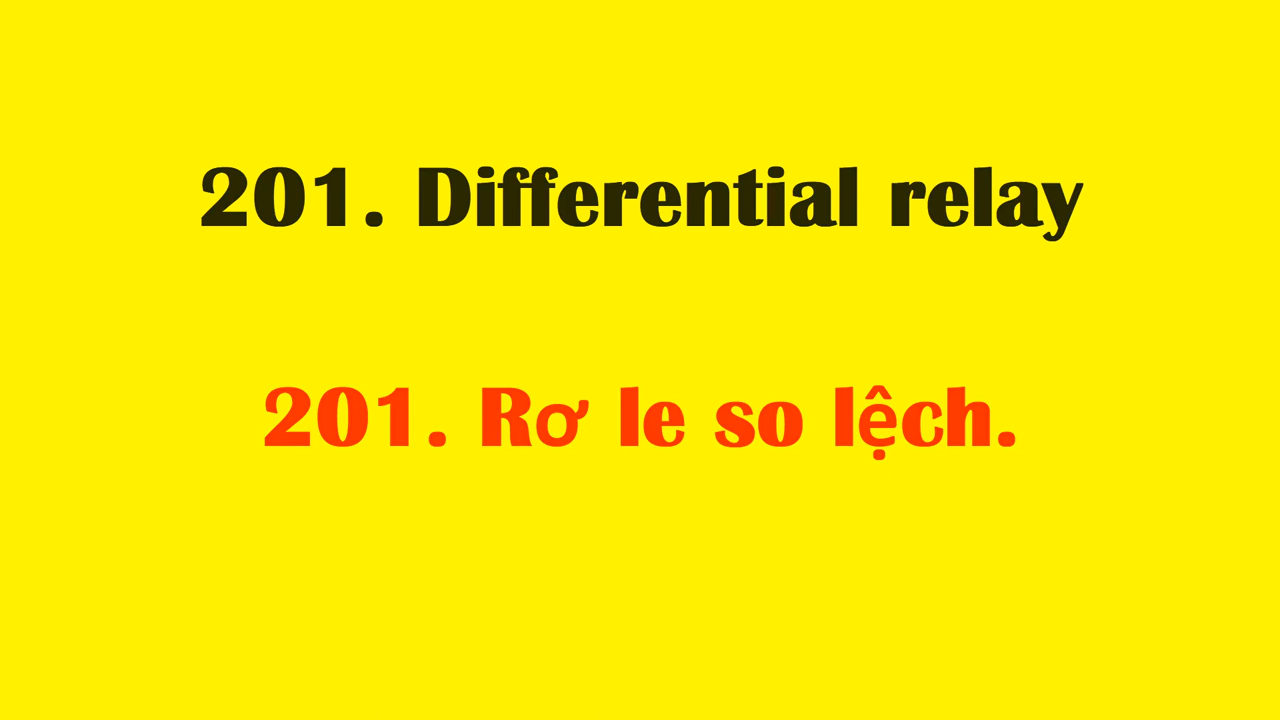 201. Differential relay
201. Rơ le so lệch.